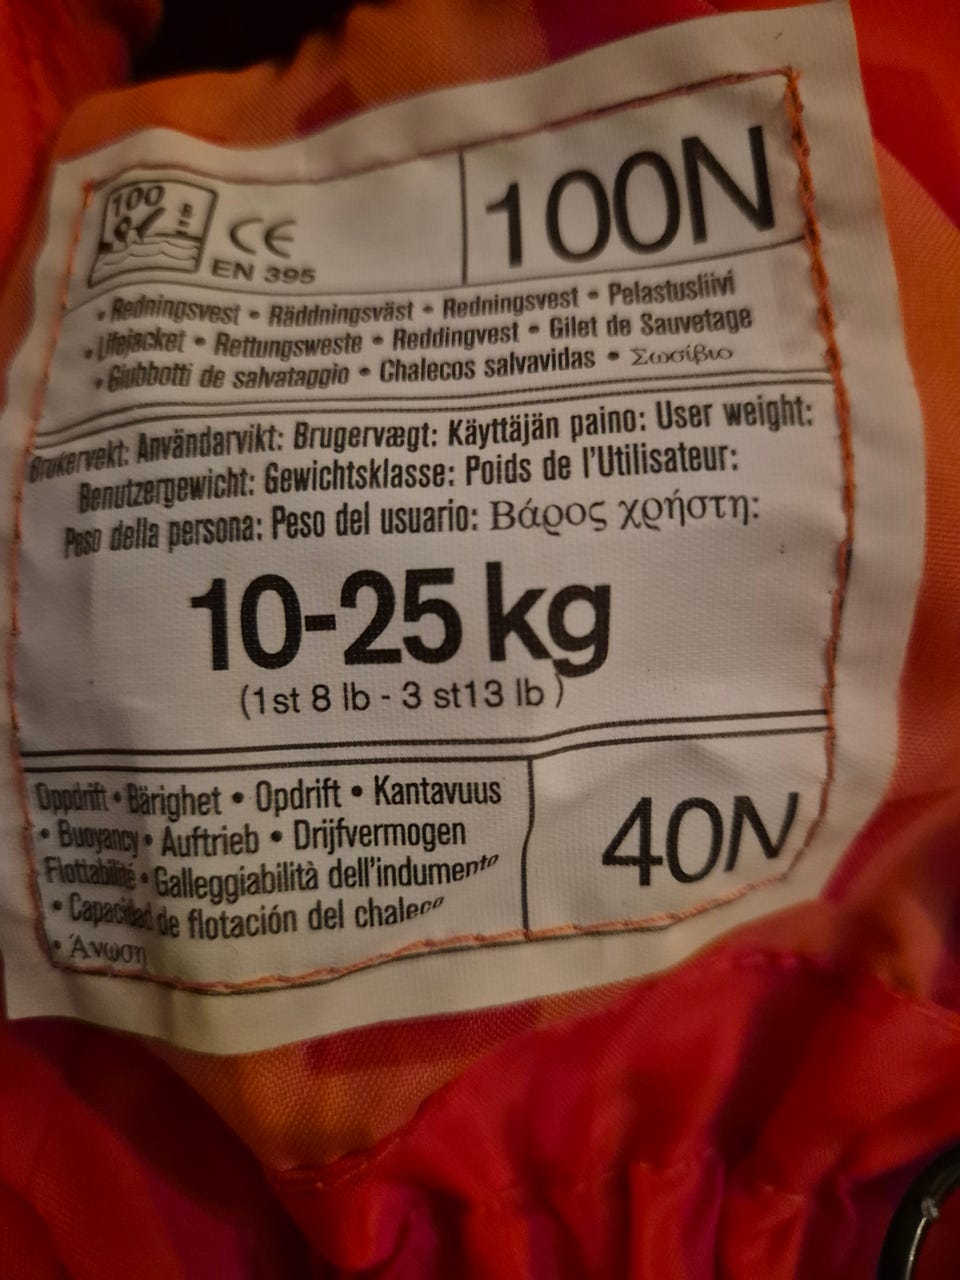 100
CE
EN 395
100N
• Redningsvest • Räddningsväst • Redningsvest • Pelastusliivi
• Lifejacket • Rettungsweste • Reddingvest • Gilet de Sauvetage
• Giubbotti de salvataggio • Chalecos salvavidas • Σωσίβιο
Brukervekt: Användarvikt: Brugervægt: Käyttäjän paino: User weight:
Benutzergewicht: Gewichtsklasse: Poids de l'Utilisateur:
Peso della persona: Peso del usuario: Βάρος χρήστη:
10-25 kg
(1st 8 lb - 3 st13 lb )
Oppdrift • Bärighet • Opdrift • Kantavuus
• Buoyancy • Auftrieb • Drijfvermogen
Flottabilité • Galleggiabilità dell'indumento
• Capacidad de flotación del chaleco
• Άνωση
40N